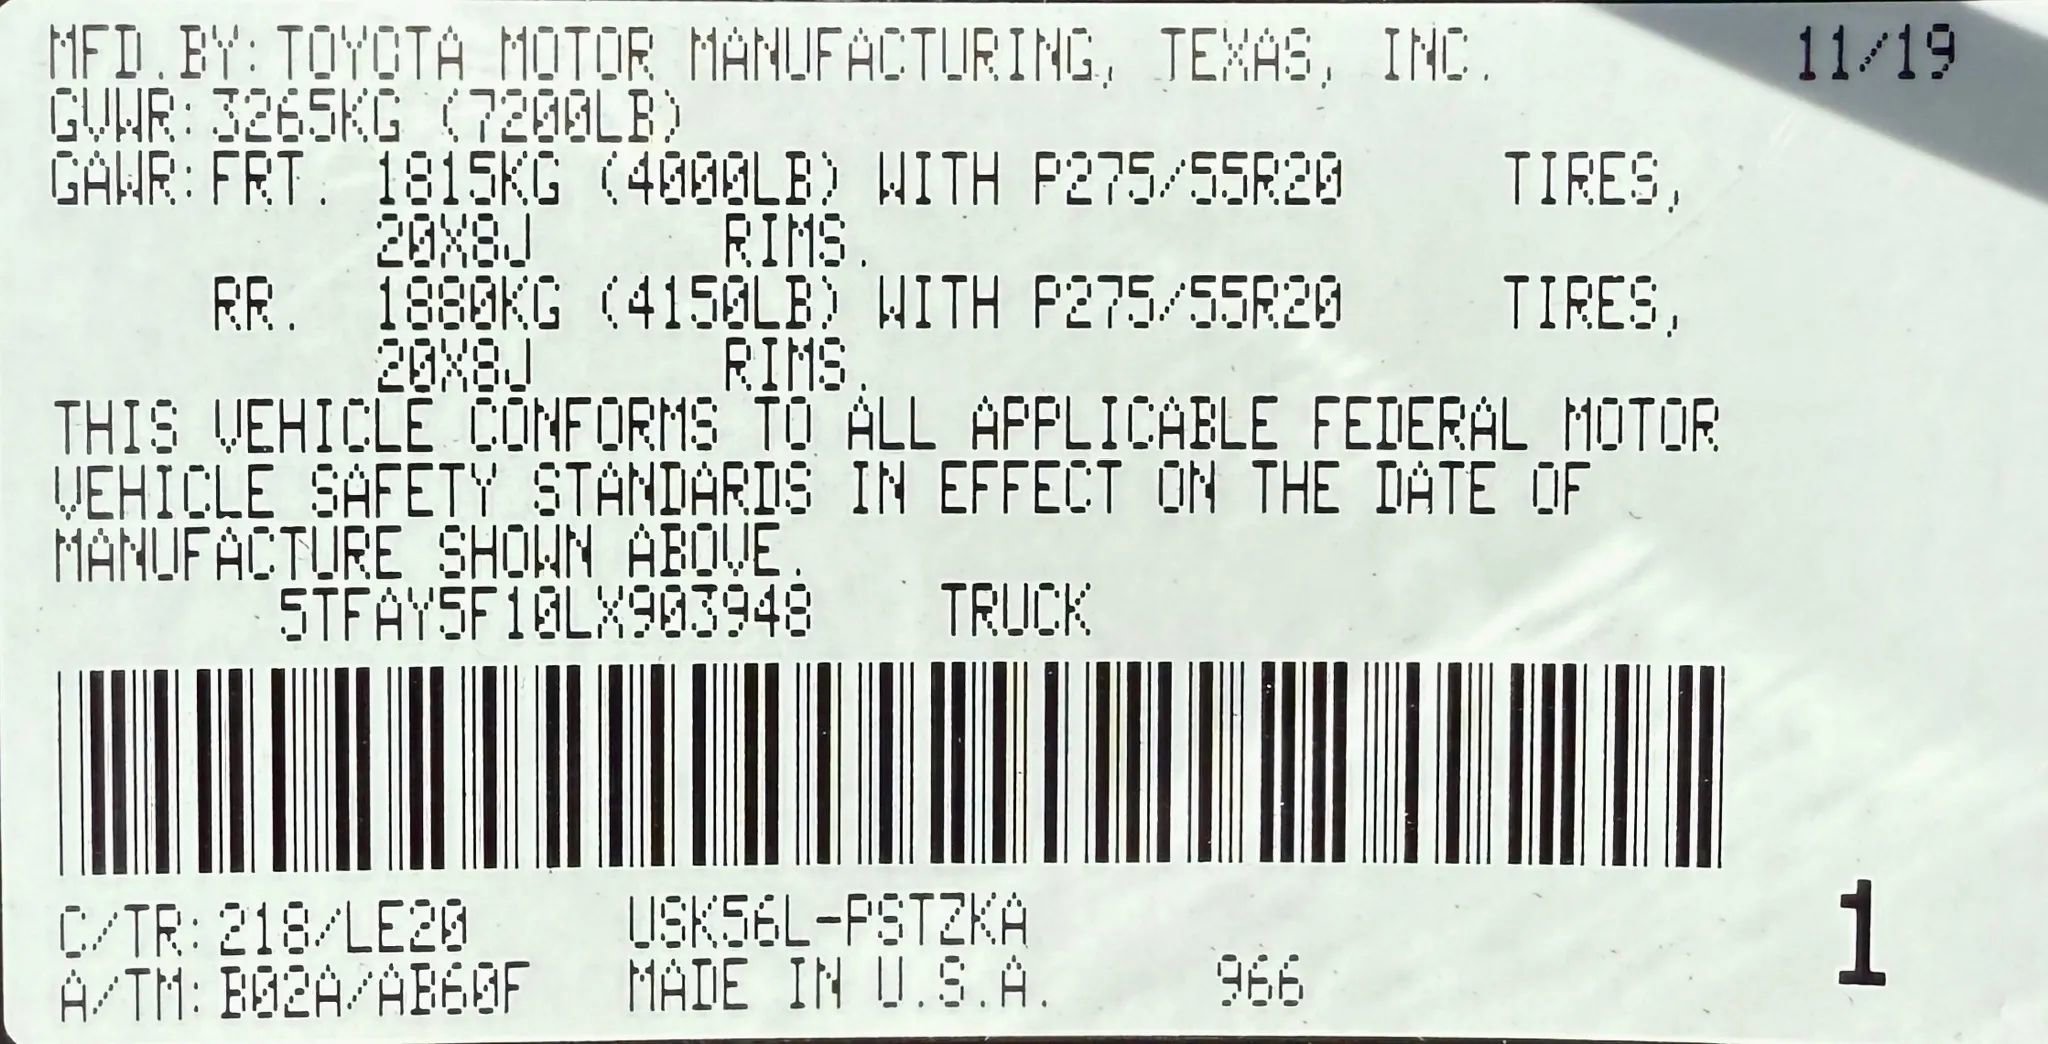 MFD. BY: TOYOTA MOTOR MANUFACTURING, TEXAS, INC. 11/19
GVWR: 3265KG (7200LB)
GAWR: FRT. 1815KG (4000LB) WITH P275/55R20 TIRES,
20X8J RIMS.
RR. 1880KG (4150LB) WITH P275/55R20 TIRES,
20X8J RIMS.
THIS VEHICLE CONFORMS TO ALL APPLICABLE FEDERAL MOTOR
VEHICLE SAFETY STANDARDS IN EFFECT ON THE DATE OF
MANUFACTURE SHOWN ABOVE.
5TFAY5F10LX903948 TRUCK
C/TR: 218/LE20 USK56L-PSTZKA
A/TM: B02A/AB60F MADE IN U.S.A. 966
1